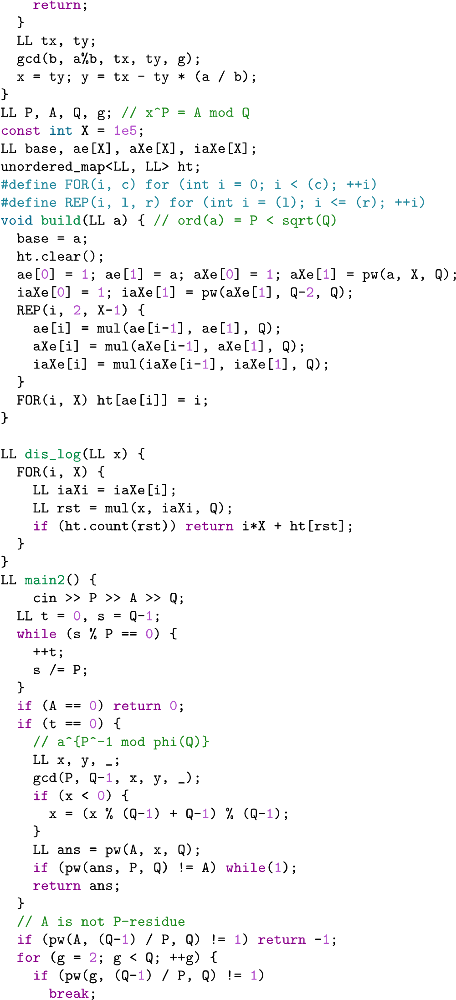 return;
  }
  LL tx, ty;
  gcd(b, a%b, tx, ty, g);
  x = ty; y = tx - ty * (a / b);
}
LL P, A, Q, g; // x^P = A mod Q
const int X = 1e5;
LL base, ae[X], aXe[X], iaXe[X];
unordered_map<LL, LL> ht;
#define FOR(i, c) for (int i = 0; i < (c); ++i)
#define REP(i, l, r) for (int i = (l); i <= (r); ++i)
void build(LL a) { // ord(a) = P < sqrt(Q)
  base = a;
  ht.clear();
  ae[0] = 1; ae[1] = a; aXe[0] = 1; aXe[1] = pw(a, X, Q);
  iaXe[0] = 1; iaXe[1] = pw(aXe[1], Q-2, Q);
  REP(i, 2, X-1) {
    ae[i] = mul(ae[i-1], ae[1], Q);
    aXe[i] = mul(aXe[i-1], aXe[1], Q);
    iaXe[i] = mul(iaXe[i-1], iaXe[1], Q);
  }
  FOR(i, X) ht[ae[i]] = i;
}

LL dis_log(LL x) {
  FOR(i, X) {
    LL iaXi = iaXe[i];
    LL rst = mul(x, iaXi, Q);
    if (ht.count(rst)) return i*X + ht[rst];
  }
}
LL main2() {
    cin >> P >> A >> Q;
  LL t = 0, s = Q-1;
  while (s % P == 0) {
    ++t;
    s /= P;
  }
  if (A == 0) return 0;
  if (t == 0) {
    // a^{P^-1 mod phi(Q)}
    LL x, y, _;
    gcd(P, Q-1, x, y, _);
    if (x < 0) {
      x = (x % (Q-1) + Q-1) % (Q-1);
    }
    LL ans = pw(A, x, Q);
    if (pw(ans, P, Q) != A) while(1);
    return ans;
  }
  // A is not P-residue
  if (pw(A, (Q-1) / P, Q) != 1) return -1;
  for (g = 2; g < Q; ++g) {
    if (pw(g, (Q-1) / P, Q) != 1)
      break;